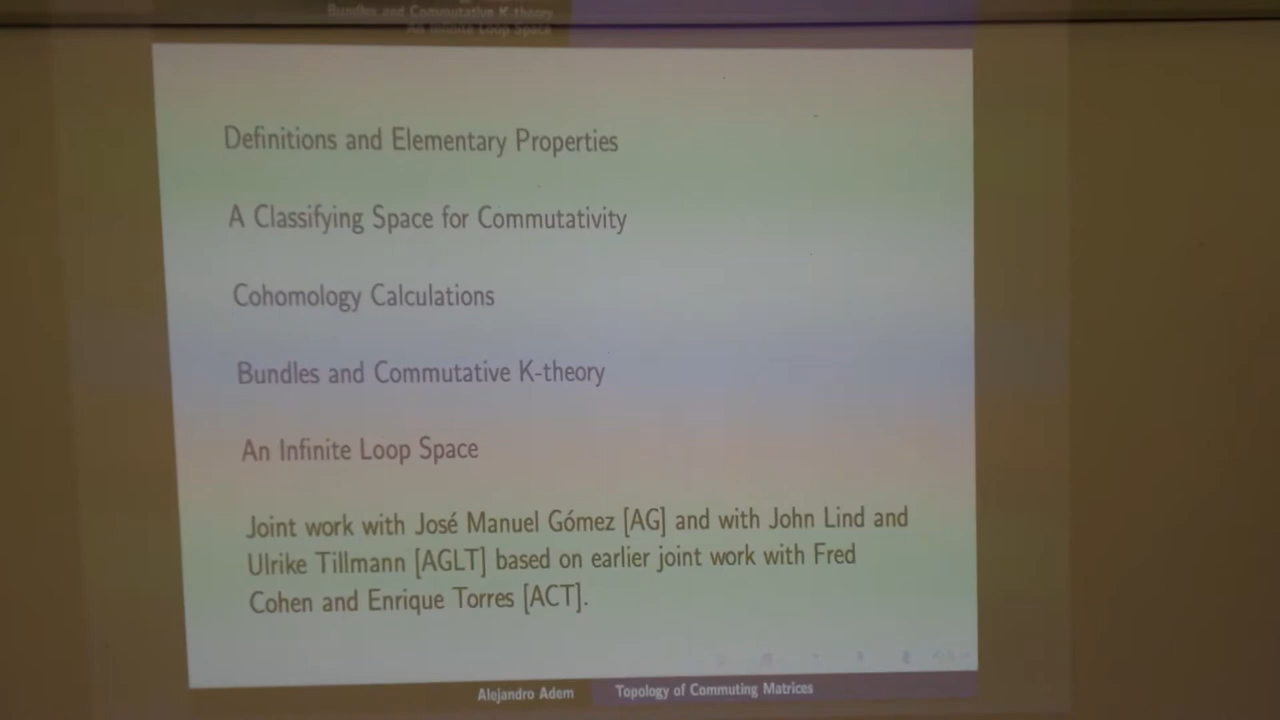 Bundles and Commutative K-theory
An Infinite Loop Space
Definitions and Elementary Properties
A Classifying Space for Commutativity
Cohomology Calculations
Bundles and Commutative K-theory
An Infinite Loop Space
Joint work with José Manuel Gómez [AG] and with John Lind and
Ulrike Tillmann [AGLT] based on earlier joint work with Fred
Cohen and Enrique Torres [ACT].
Alejandro Adem Topology of Commuting Matrices